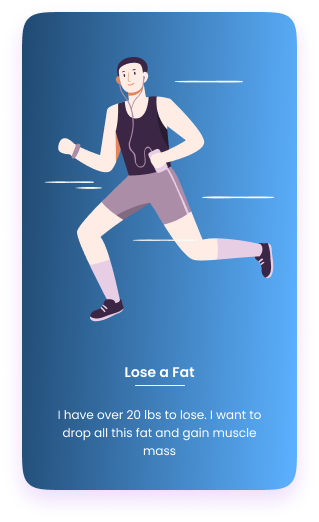 Lose a Fat
I have over 20 lbs to lose. I want to
drop all this fat and gain muscle
mass